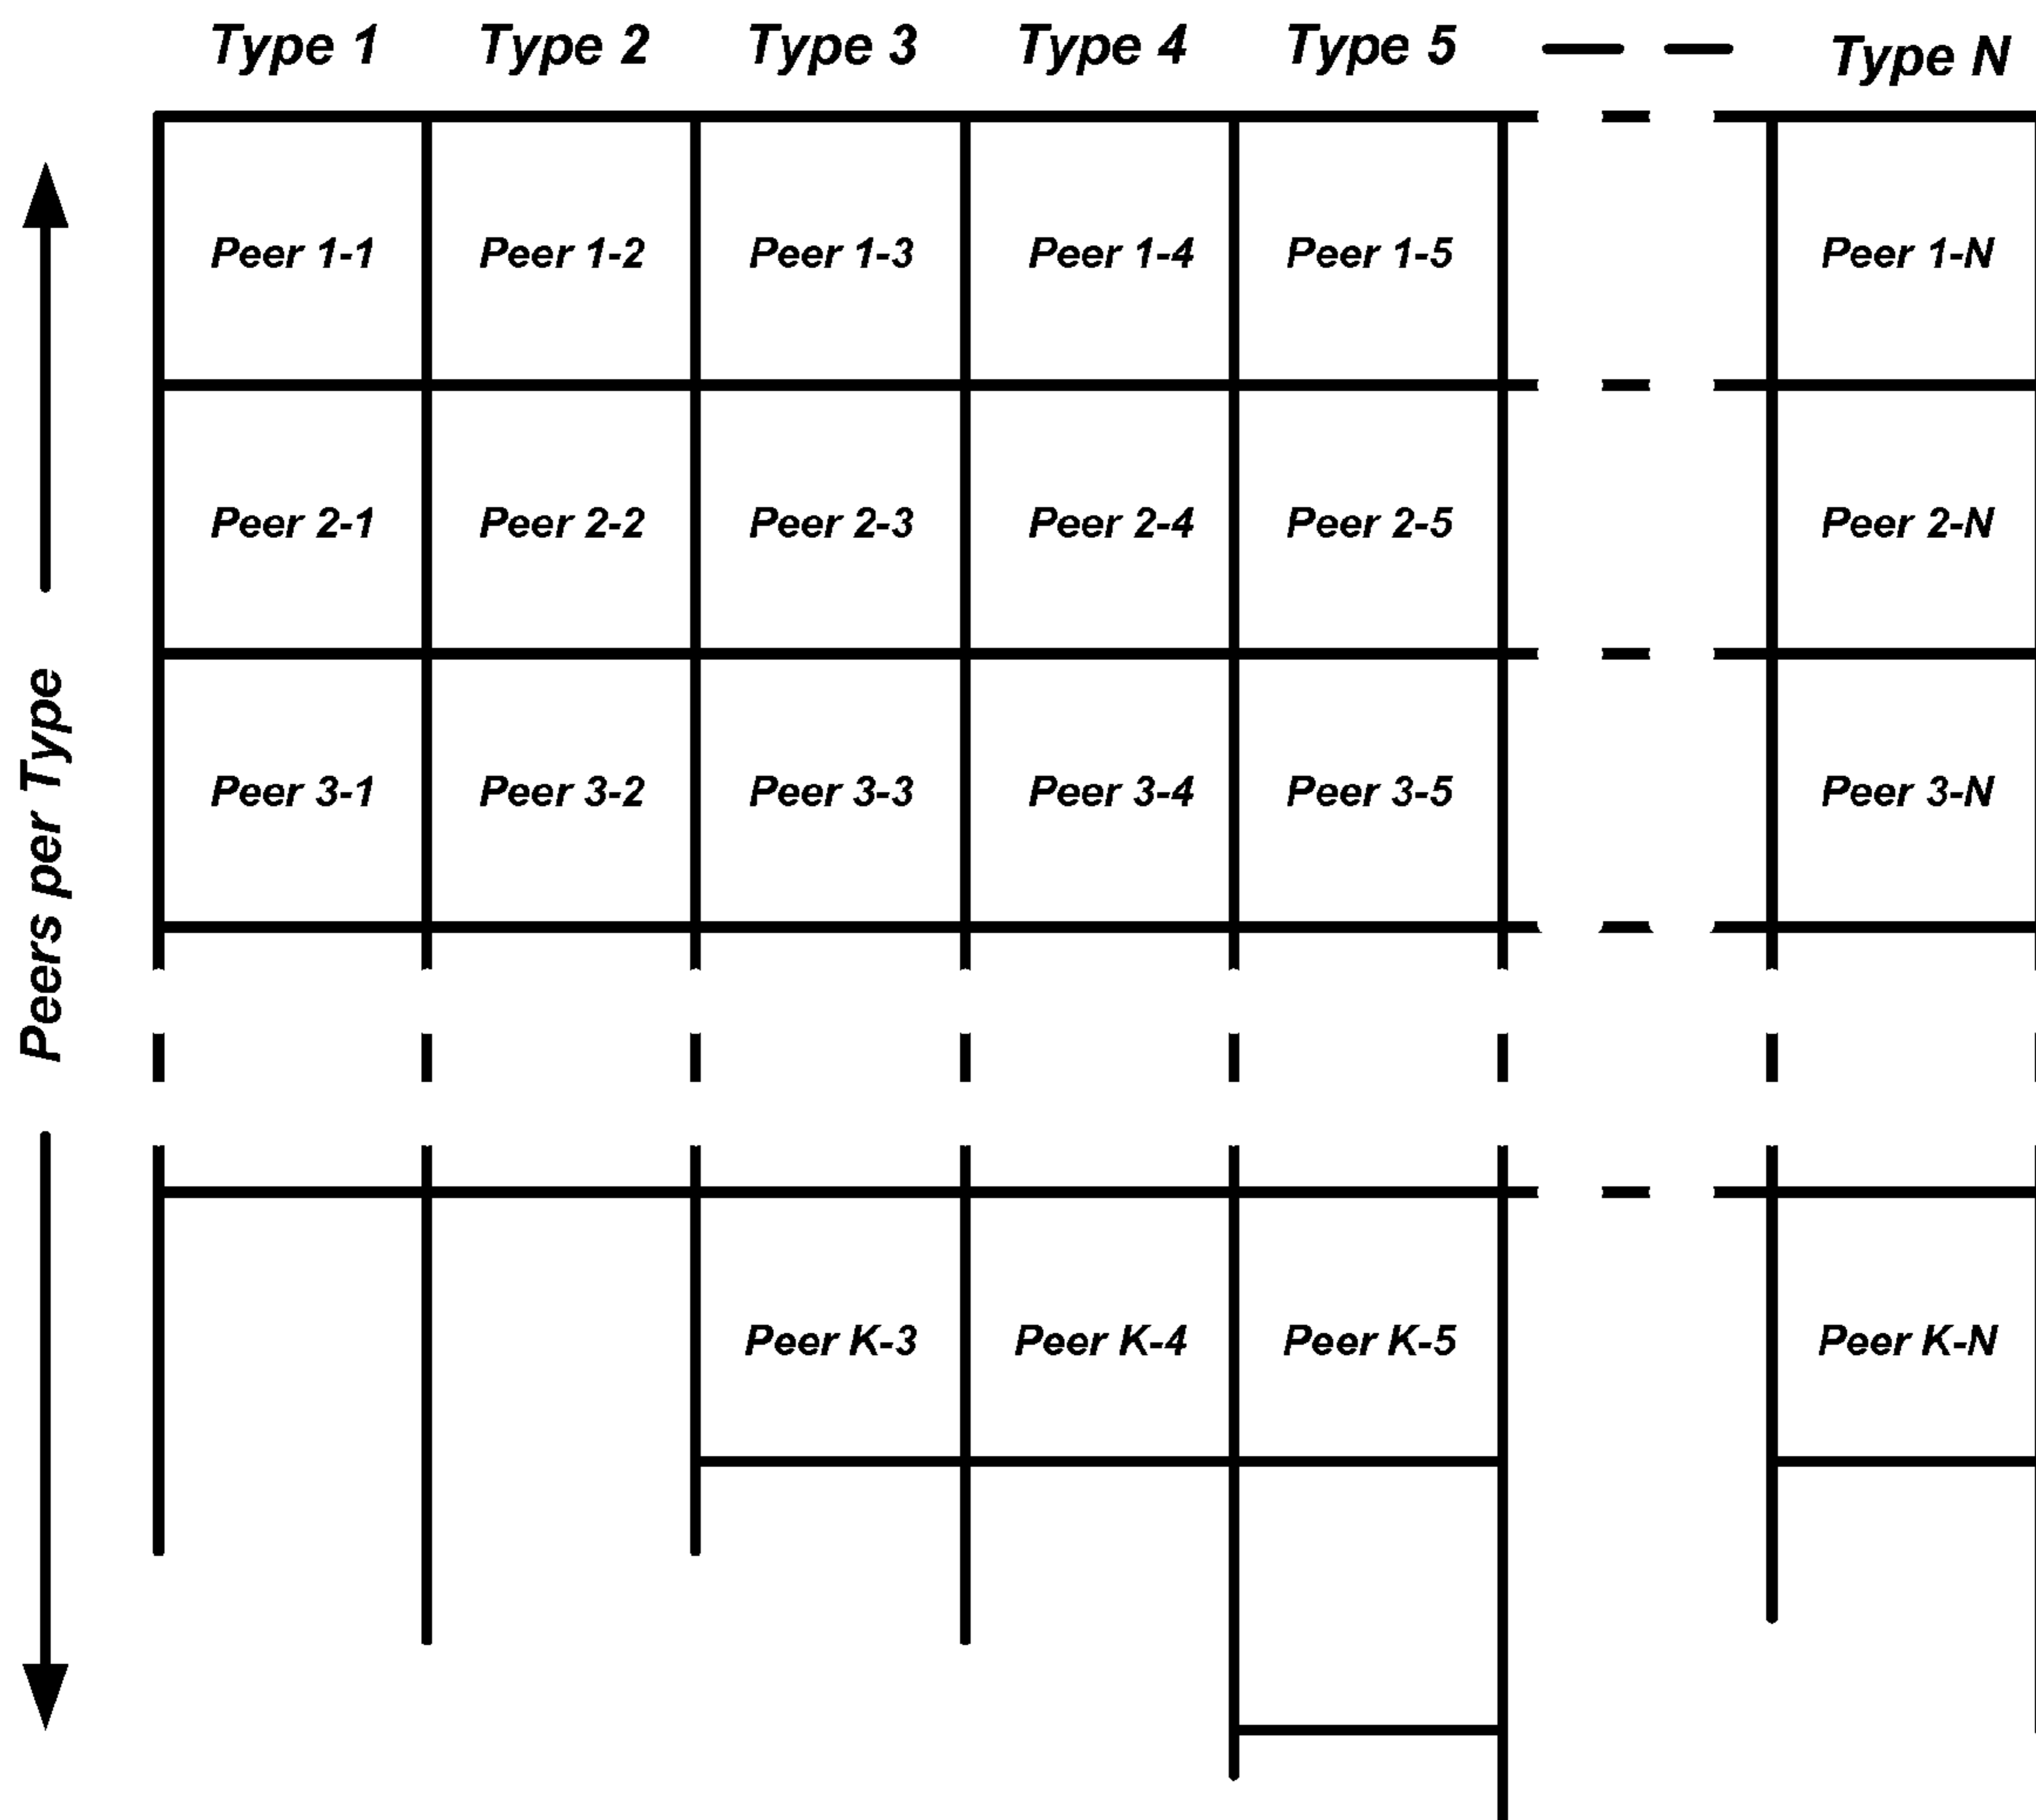 Type 1 Type 2 Type 3 Type 4 Type 5 Type N
Peer 1-1 Peer 1-2 Peer 1-3 Peer 1-4 Peer 1-5 Peer 1-N
Peer 2-1 Peer 2-2 Peer 2-3 Peer 2-4 Peer 2-5 Peer 2-N
Peers per Type
Peer 3-1 Peer 3-2 Peer 3-3 Peer 3-4 Peer 3-5 Peer 3-N
Peer K-3 Peer K-4 Peer K-5 Peer K-N